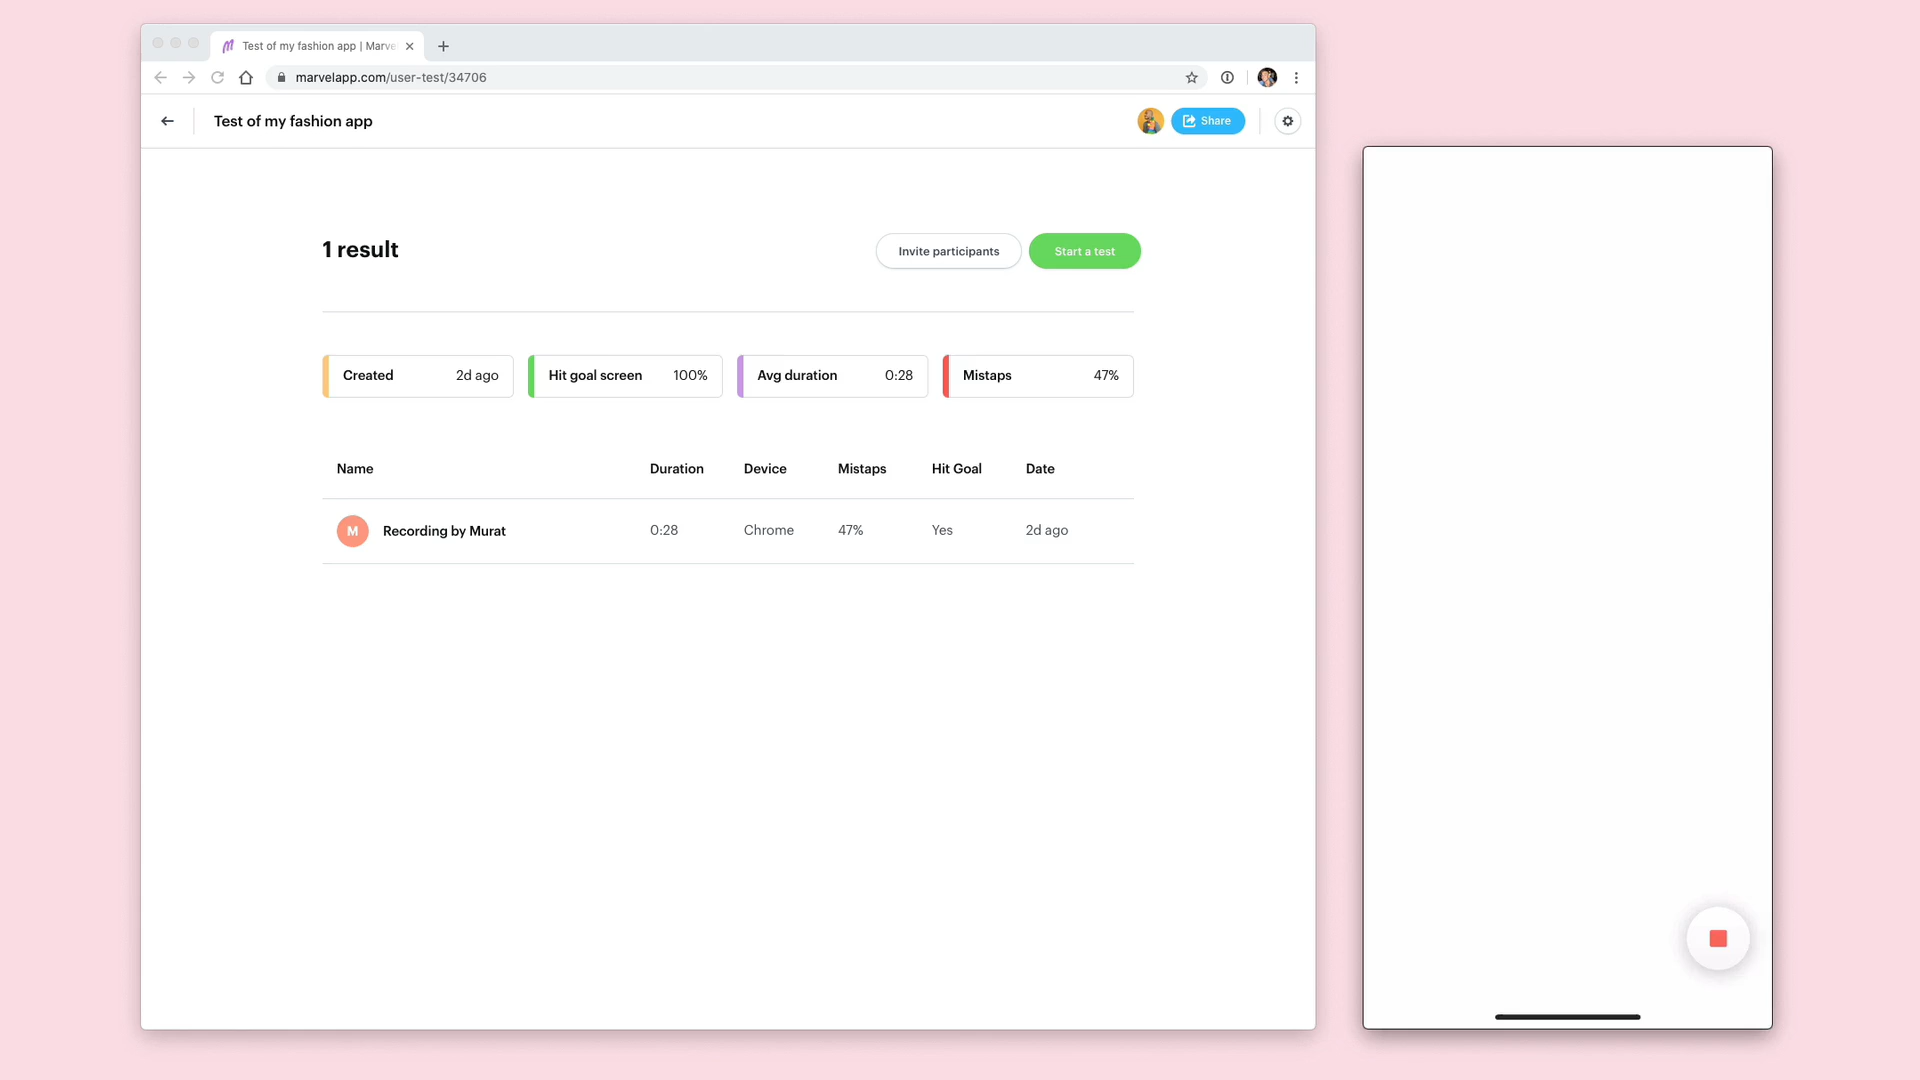 Test of my fashion app | Marve
marvelapp.com/user-test/34706
Test of my fashion app
Share
1 result
Invite participants
Start a test
Created 2d ago
Hit goal screen 100%
Avg duration 0:28
Mistaps 47%
Name Duration Device Mistaps Hit Goal Date
M Recording by Murat 0:28 Chrome 47% Yes 2d ago